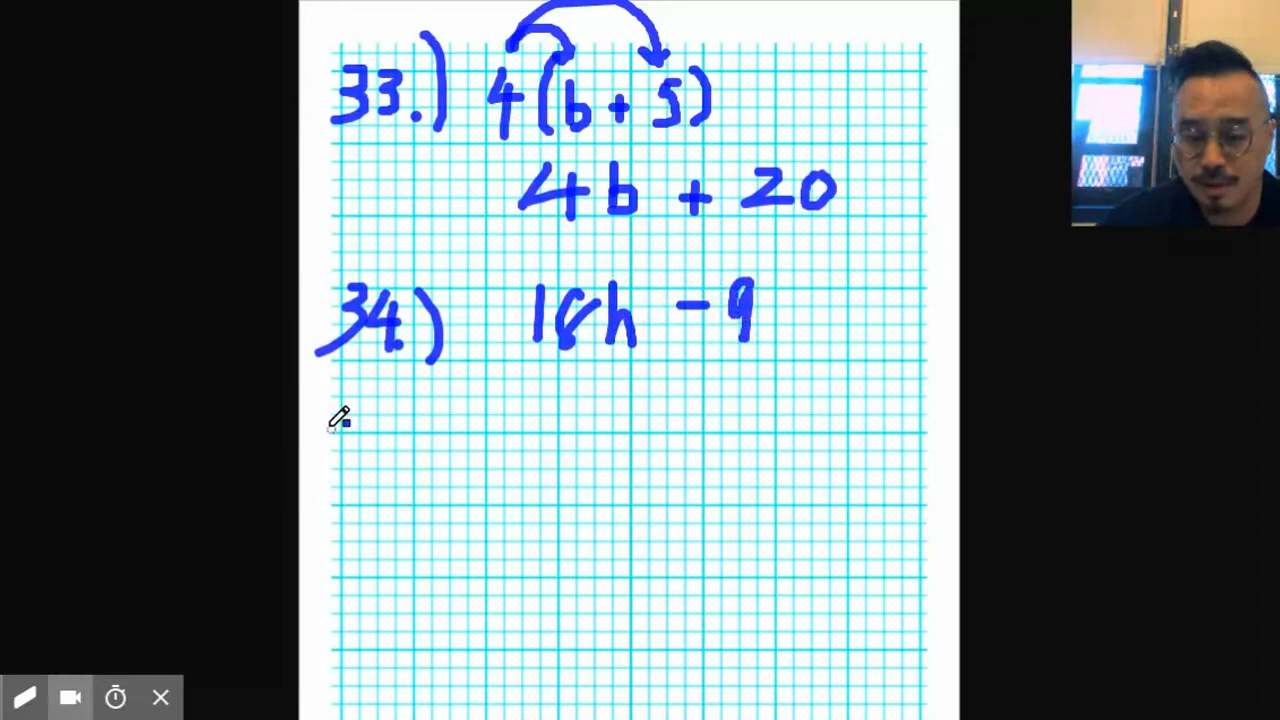 33.) 4(b + 5)
4b + 20
34.) 18h - 9